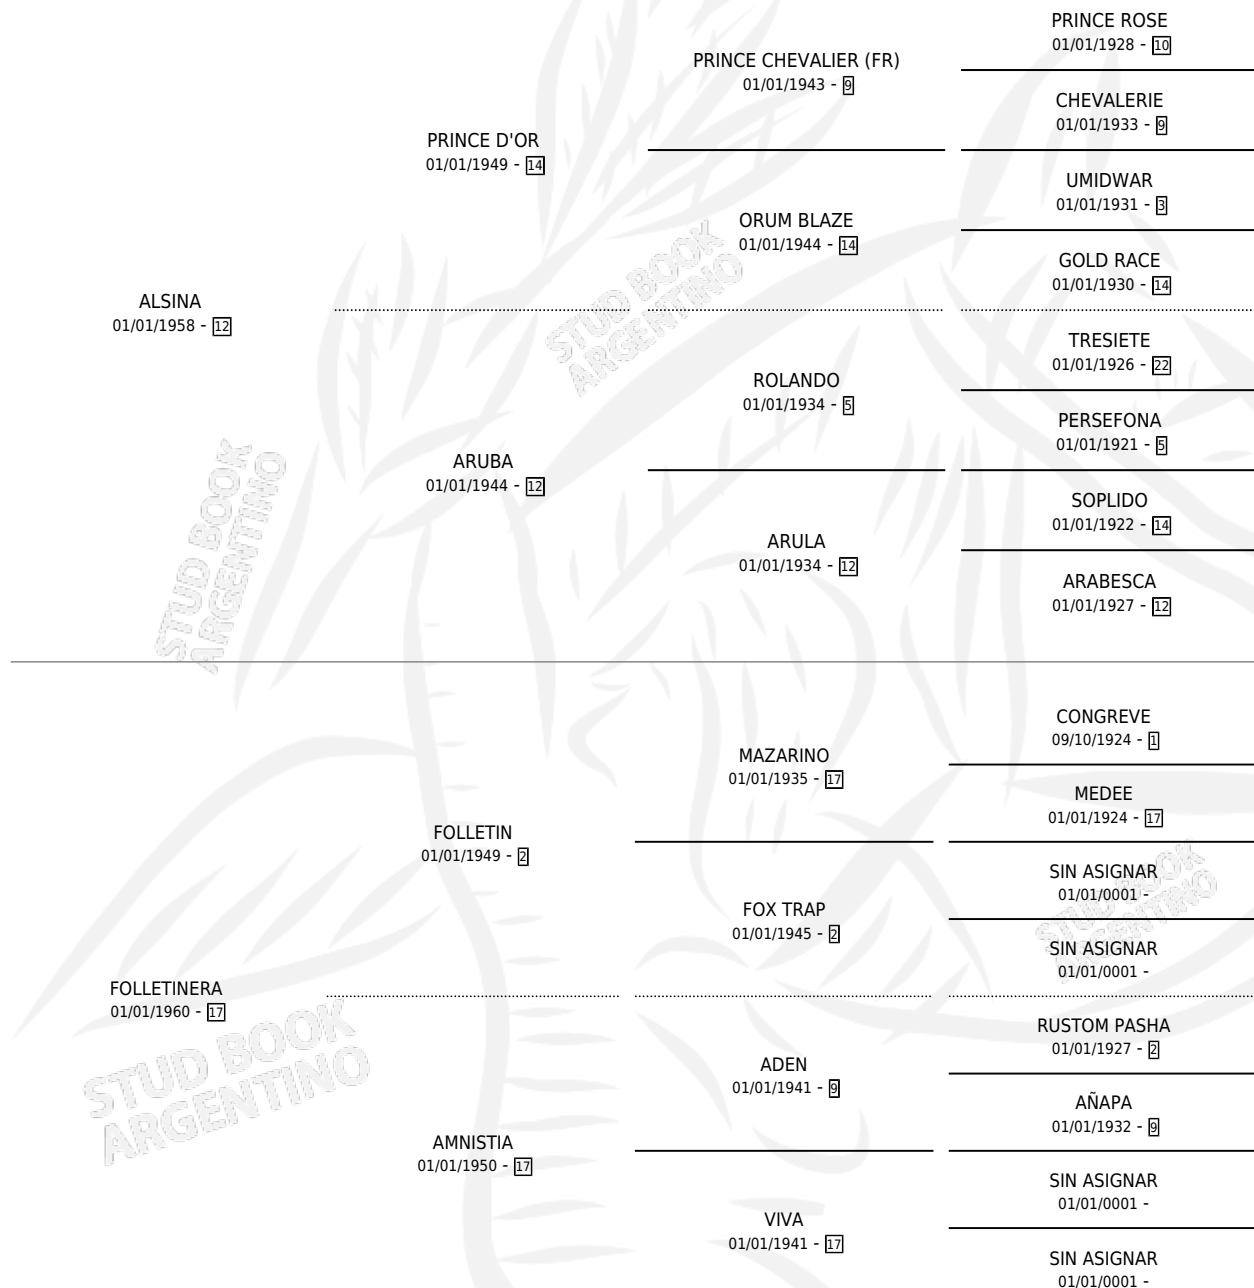 PRINCE ROSE
01/01/1928 - 10
PRINCE CHEVALIER (FR)
01/01/1943 - 9
CHEVALERIE
01/01/1933 - 9
PRINCE D'OR
01/01/1949 - 14
UMIDWAR
01/01/1931 - 3
ORUM BLAZE
01/01/1944 - 14
GOLD RACE
01/01/1930 - 14
ALSINA
01/01/1958 - 12
STUD BOOK
ARGENTINO
TRESIETE
01/01/1926 - 22
ROLANDO
01/01/1934 - 5
PERSEFONA
01/01/1921 - 5
ARUBA
01/01/1944 - 12
SOPLIDO
01/01/1922 - 14
ARULA
01/01/1934 - 12
ARABESCA
01/01/1927 - 12
STUD BOOK
ARGENTINO
CONGREVE
09/10/1924 - 1
MAZARINO
01/01/1935 - 17
MEDEE
01/01/1924 - 17
FOLLETIN
01/01/1949 - 2
SIN ASIGNAR
01/01/0001 -
FOX TRAP
01/01/1945 - 2
STUD BOOK
ARGENTINO
SIN ASIGNAR
01/01/0001 -
FOLLETINERA
01/01/1960 - 17
STUD BOOK
ARGENTINO
RUSTOM PASHA
01/01/1927 - 2
ADEN
01/01/1941 - 9
AÑAPA
01/01/1932 - 9
AMNISTIA
01/01/1950 - 17
SIN ASIGNAR
01/01/0001 -
VIVA
01/01/1941 - 17
SIN ASIGNAR
01/01/0001 -